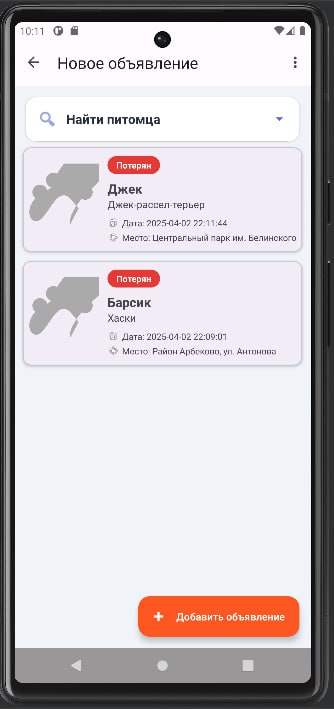 10:11
Новое объявление
Найти питомца
Потерян
Джек
Джек-рассел-терьер
Дата: 2025-04-02 22:11:44
Место: Центральный парк им. Белинского
Потерян
Барсик
Хаски
Дата: 2025-04-02 22:09:01
Место: Район Арбеково, ул. Антонова
+ Добавить объявление